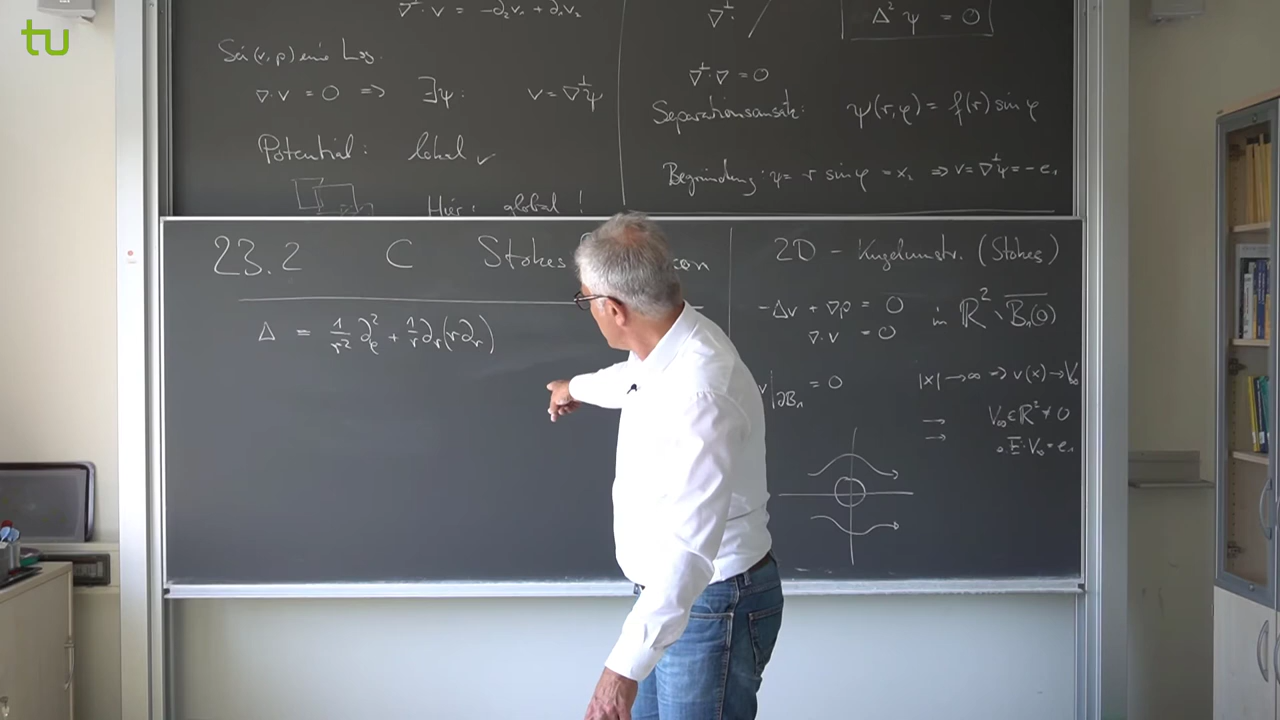 tu
∇^⊥·v = -∂₂v₁ + ∂₁v₂
Sei (v,p) eine Lsg.
∇·v = 0 => ∃ψ: v = ∇^⊥ψ
Potential: lokal ✓
Hier: global!
∇^⊥·
Δ²ψ = 0
∇^⊥·∇ = 0
Separationsansatz: ψ(r,φ) = f(r) sin φ
Begründung: ψ = r sin φ = x₂ => v = ∇^⊥ψ = -e₁
23.2 C Stokes
Δ = 1/r² ∂φ² + 1/r ∂r(r∂r)
2D - Kugelumstr. (Stokes)
-Δv + ∇p = 0
∇·v = 0
in ℝ² \ \overline{B₁(0)}
v|∂B₁ = 0
|x| → ∞ => v(x) → V∞
→ V∞ ∈ ℝ² ≠ 0
→ o.E. V∞ = e₁